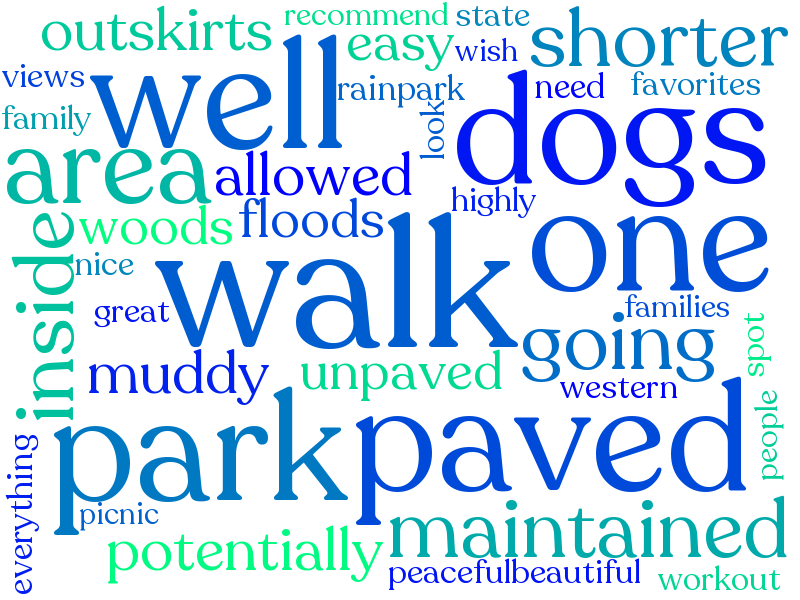 recommend
state
outskirts
easy
wish
shorter
views
well
rainpark
look
need
favorites
family
dogs
area
allowed
highly
woods
floods
one
inside
nice
walk
great
families
going
spot
muddy
unpaved
western
people
park
paved
everything
picnic
maintained
potentially
peacefulbeautiful
workout